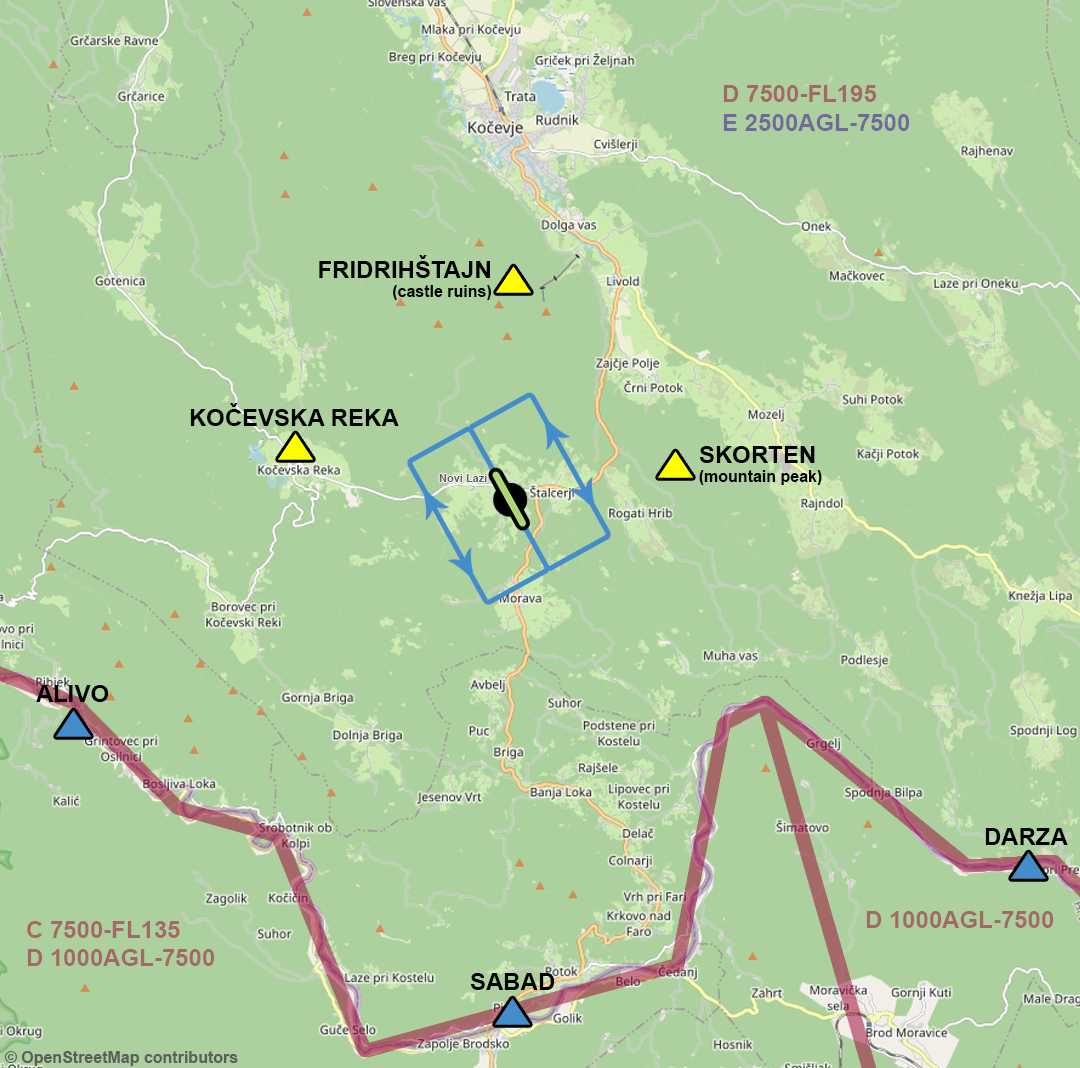 Slovenska vas
Mlaka pri Kočevju
Grčarske Ravne
Breg pri Kočevju
Griček pri Željnah
Grčarice
Trata
Rudnik
Kočevje
D 7500-FL195
E 2500AGL-7500
Cvišlerji
Rajhenav
Dolga vas
Onek
FRIDRIHŠTAJN
(castle ruins)
Gotenica
Livold
Mačkovec
Laze pri Oneku
Zajčje Polje
Črni Potok
Suhi Potok
Mozelj
KOČEVSKA REKA
Kočevska Reka
Kačji Potok
SKORTEN
(mountain peak)
Novi Lazi
Štalcerji
Rogati Hrib
Rajndol
Borovec pri
Kočevski Reki
Morava
Knežja Lipa
Muha vas
Podlesje
Avbelj
ALIVO
Gornja Briga
Suhor
Grintovec pri
Osilnici
Dolnja Briga
Puc
Podstene pri
Kostelu
Spodnji Log
Grgelj
Briga
Rajšele
Bosljiva Loka
Kalić
Jesenov Vrt
Banja Loka
Lipovec pri
Kostelu
Spodnja Bilpa
Srobotnik ob
Kolpi
Delač
Šimatovo
DARZA
Colnarji
Zagolik
Kočičin
Vrh pri Fari
Krkovo nad
Faro
C 7500-FL135
D 1000AGL-7500
Suhor
D 1000AGL-7500
Laze pri Kostelu
SABAD
Potok
Čedanj
Belo
Zahrt
Moravička
sela
Gornji Kuti
Male Drag
Golik
Guče Selo
Zapolje Brodsko
Hosnik
Brod Moravice
i Okrug
© OpenStreetMap contributors